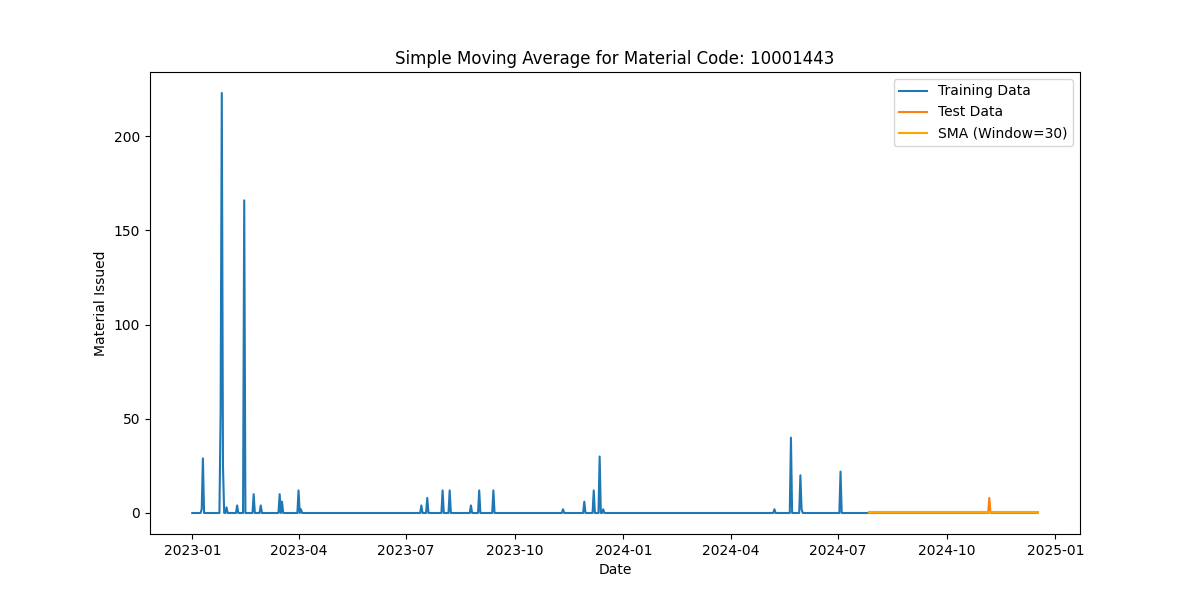 Simple Moving Average for Material Code: 10001443
Training Data
Test Data
SMA (Window=30)
Material Issued
200
150
100
50
0
2023-01 2023-04 2023-07 2023-10 2024-01 2024-04 2024-07 2024-10 2025-01
Date